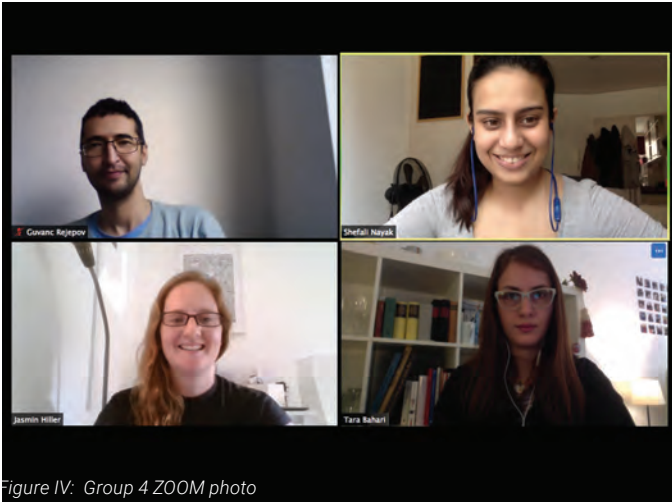 Guvanc Rejepov
Shefali Nayak
Jasmin Hiller
Tara Bahari
Figure IV: Group 4 ZOOM photo